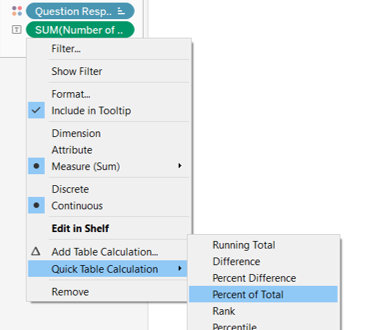 Question Resp..
T
SUM(Number of ..
Filter...
Show Filter
Format...
Include in Tooltip
Dimension
Attribute
Measure (Sum)
Discrete
Continuous
Edit in Shelf
Add Table Calculation...
Quick Table Calculation
Remove
Running Total
Difference
Percent Difference
Percent of Total
Rank
Percentile